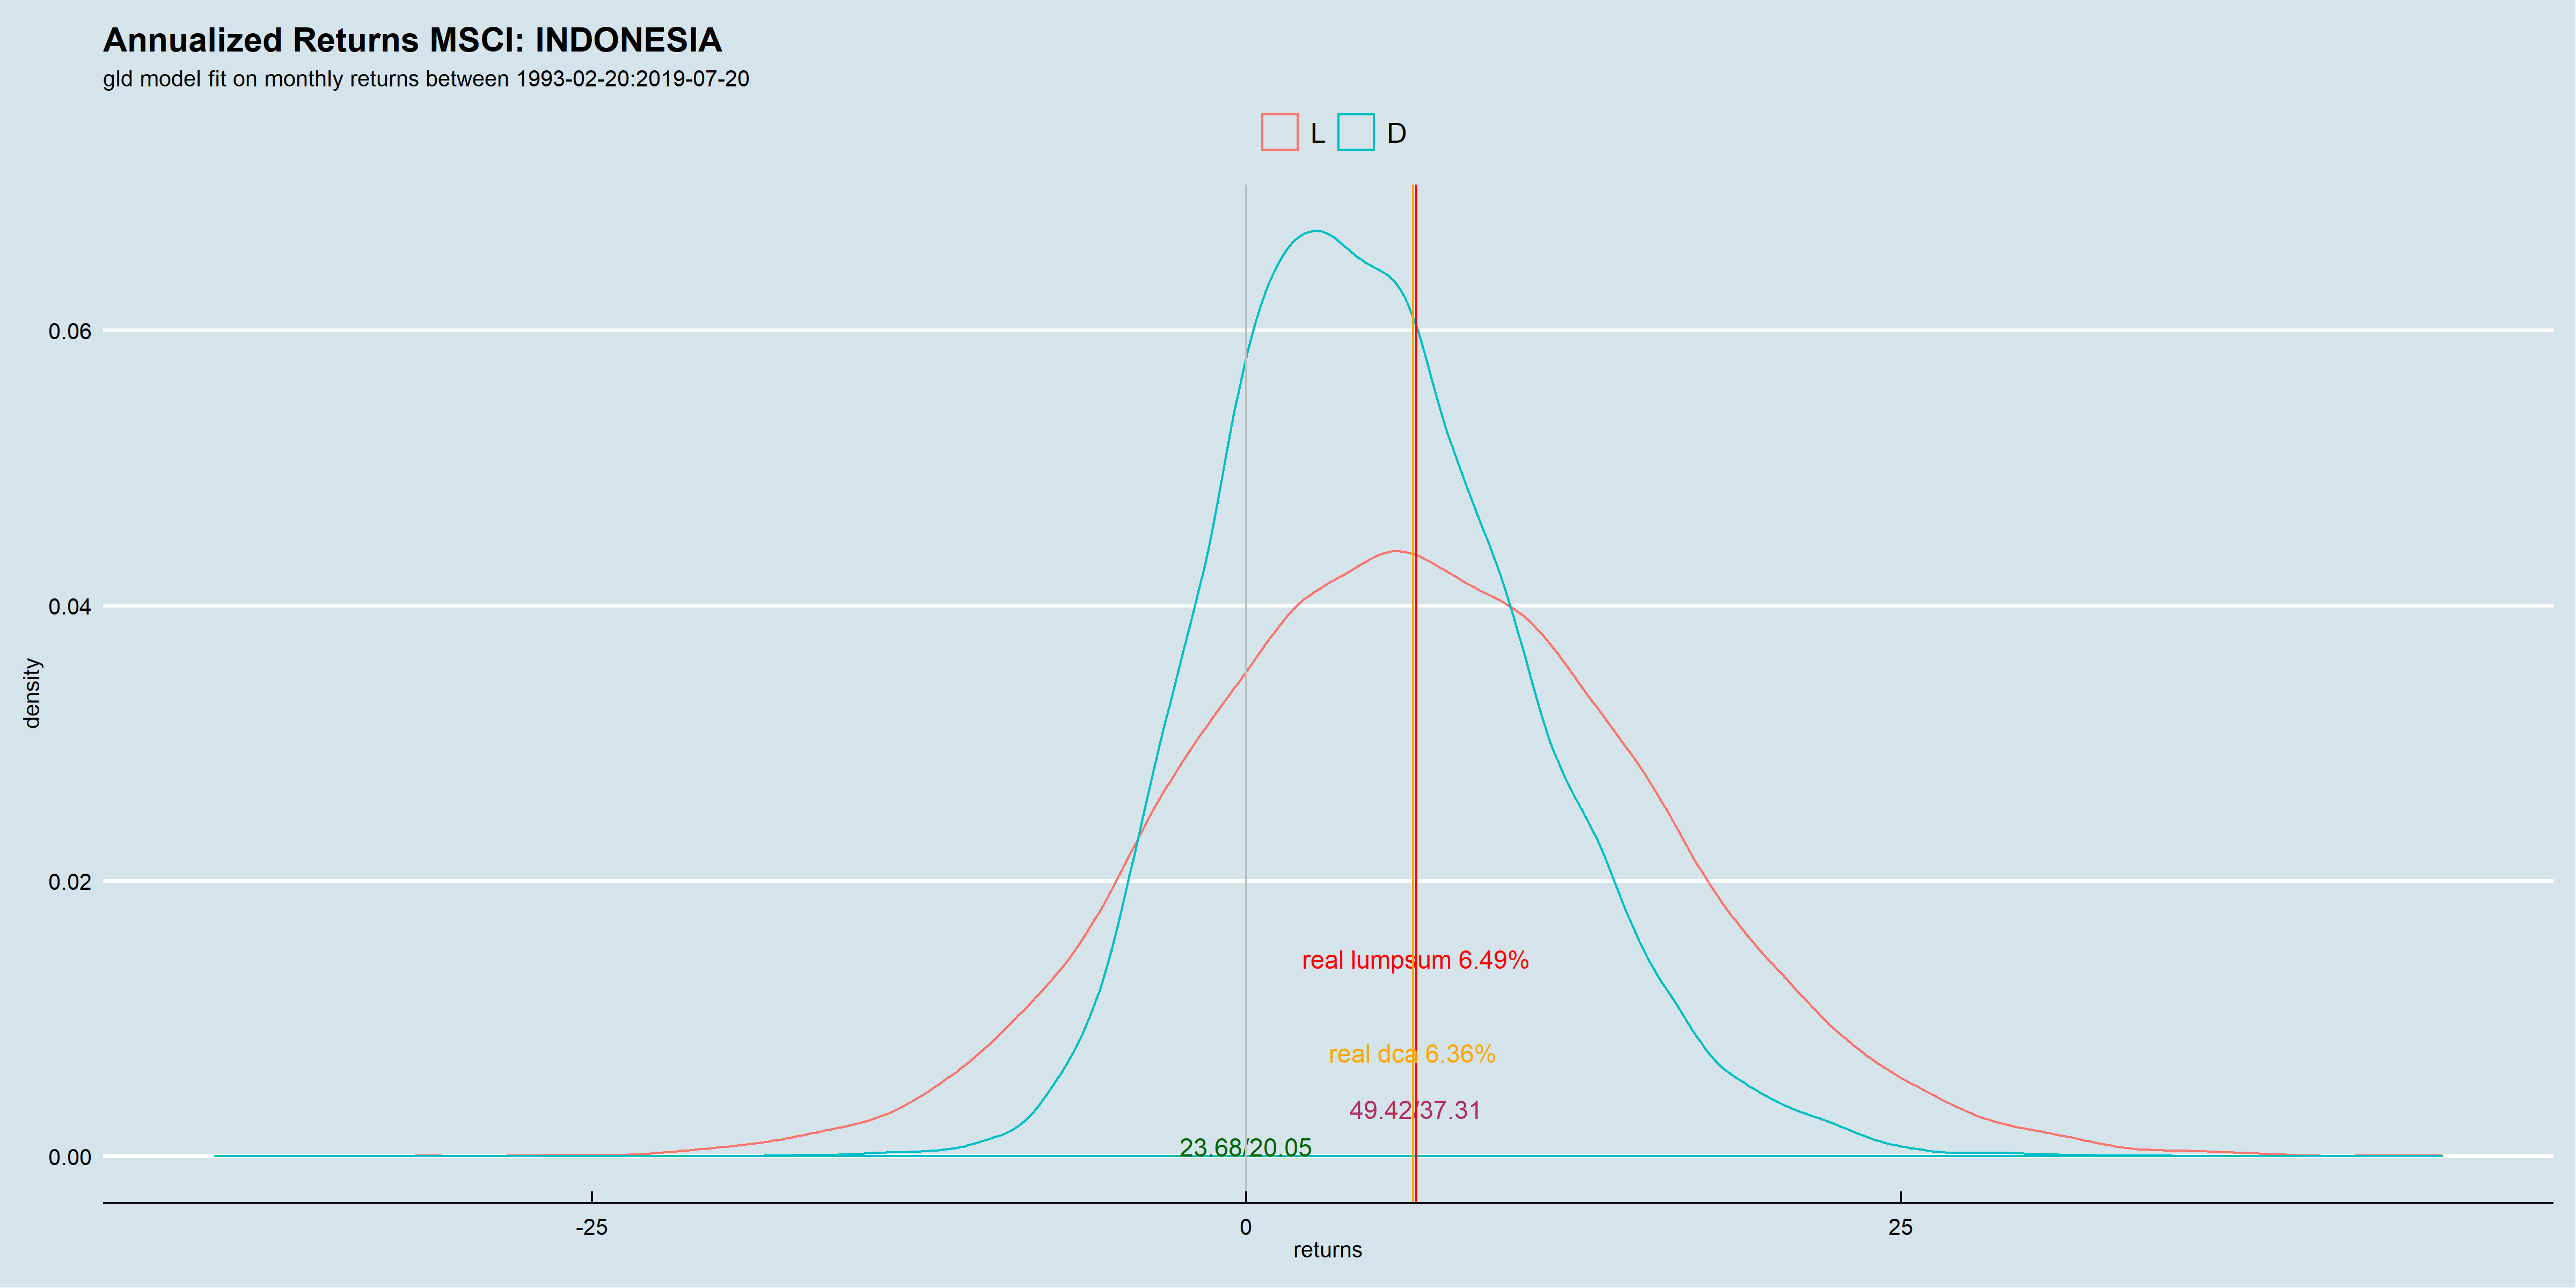 Annualized Returns MSCI: INDONESIA
gld model fit on monthly returns between 1993-02-20:2019-07-20
L D
0.06
0.04
density
0.02
real lumpsum 6.49%
real dca 6.36%
49.42/37.31
23.68/20.05
0.00
-25 0 25
returns